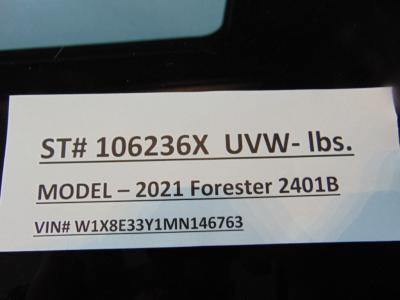 ST# 106236X UVW- lbs.
MODEL – 2021 Forester 2401B
VIN# W1X8E33Y1MN146763